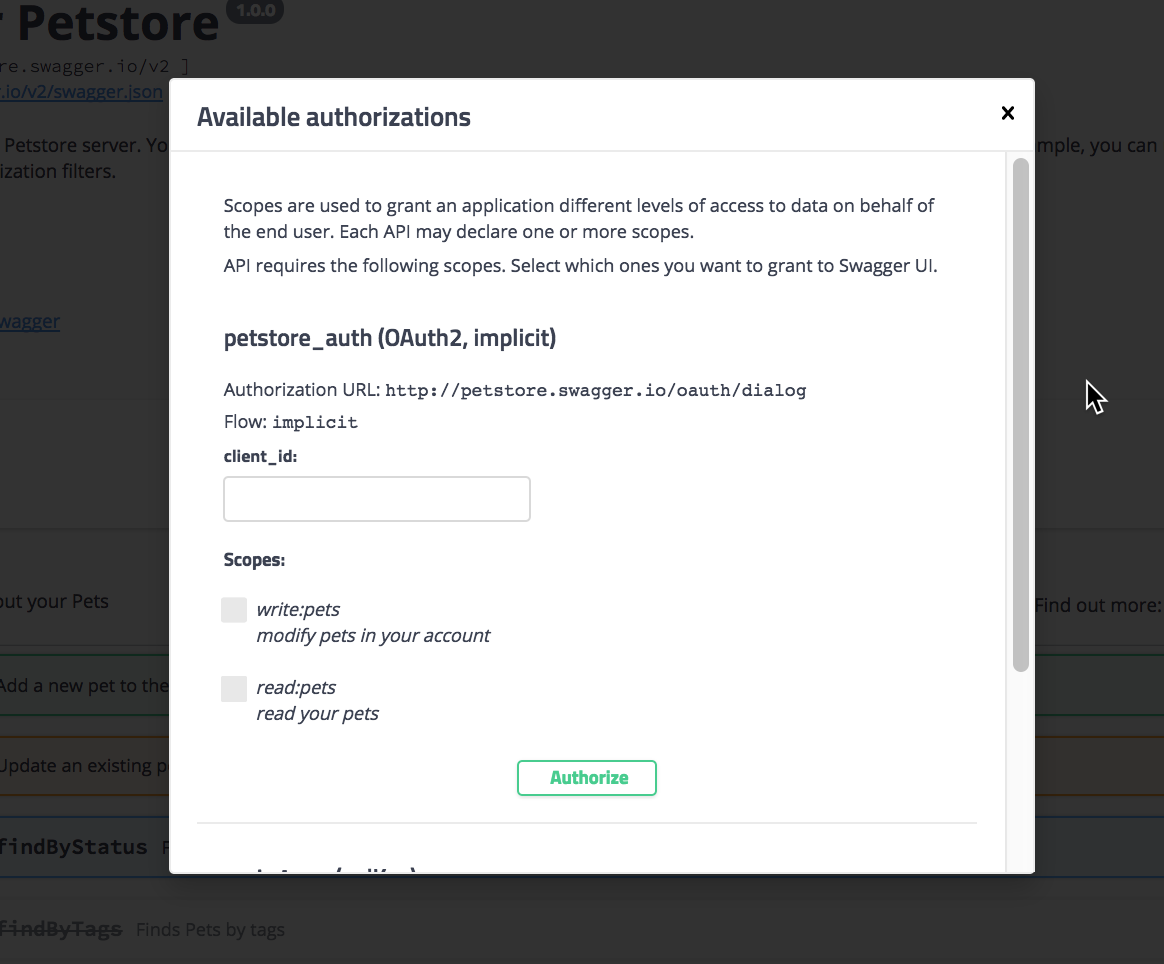 Petstore 1.0.0
re.swagger.io/v2 ]
.io/v2/swagger.json
Available authorizations
Petstore server. Yo
mple, you can
ization filters.
Scopes are used to grant an application different levels of access to data on behalf of
the end user. Each API may declare one or more scopes.
API requires the following scopes. Select which ones you want to grant to Swagger UI.
wagger
petstore_auth (OAuth2, implicit)
Authorization URL: http://petstore.swagger.io/oauth/dialog
Flow: implicit
client_id:
Scopes:
out your Pets
Find out more:
write:pets
modify pets in your account
Add a new pet to the
read:pets
read your pets
Update an existing p
Authorize
findByStatus
findByTags Finds Pets by tags